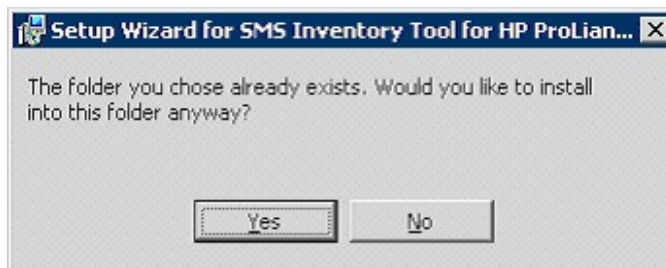 Setup Wizard for SMS Inventory Tool for HP ProLian...
The folder you chose already exists. Would you like to install
into this folder anyway?
Yes
No